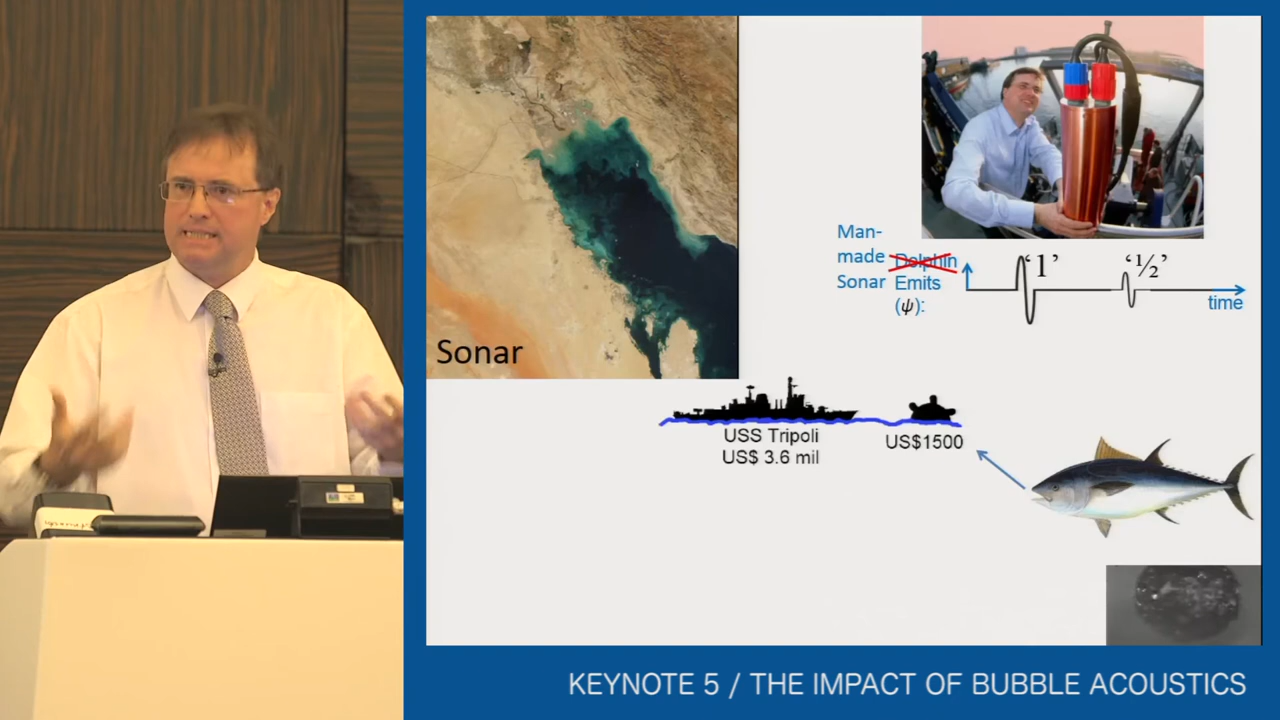 Sonar
Man-
made
Sonar
Dolphin
Emits
(ψ):
‘1’
‘½’
time
USS Tripoli
US$ 3.6 mil
US$1500
KEYNOTE 5 / THE IMPACT OF BUBBLE ACOUSTICS